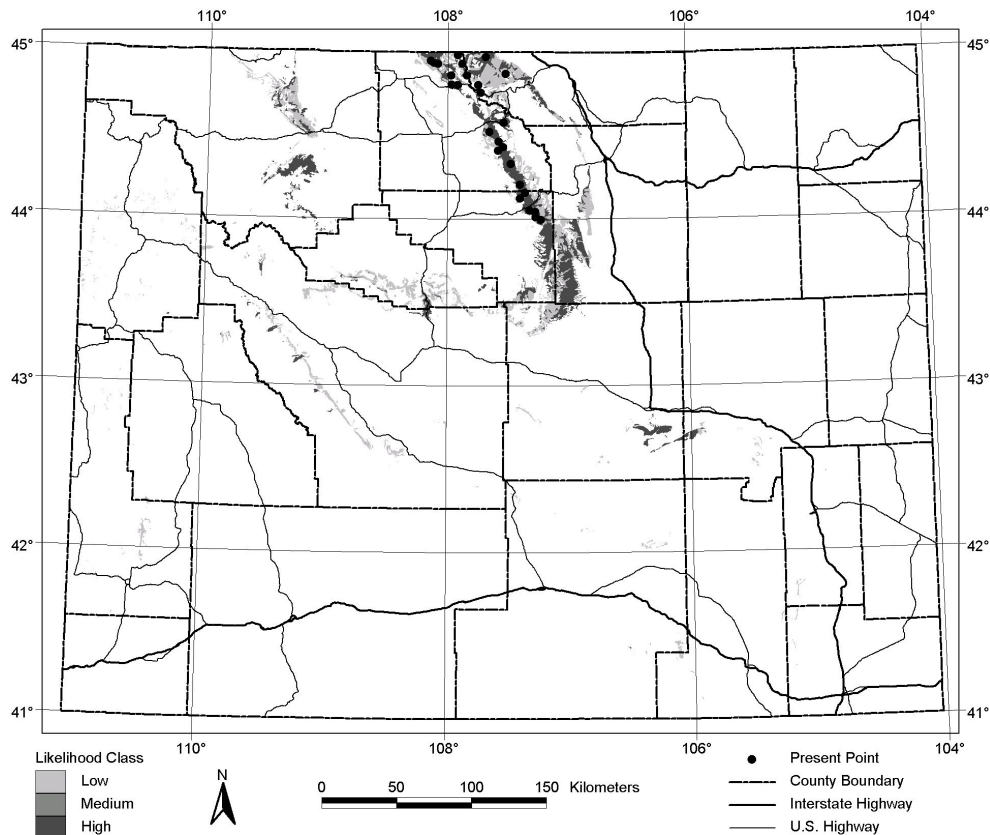 110° 108° 106° 104°
45° 45°
44° 44°
43° 43°
42° 42°
41° 41°
110° 108° 106° 104°
Likelihood Class
Low
Medium
High
N
0 50 100 150 Kilometers
Present Point
County Boundary
Interstate Highway
U.S. Highway